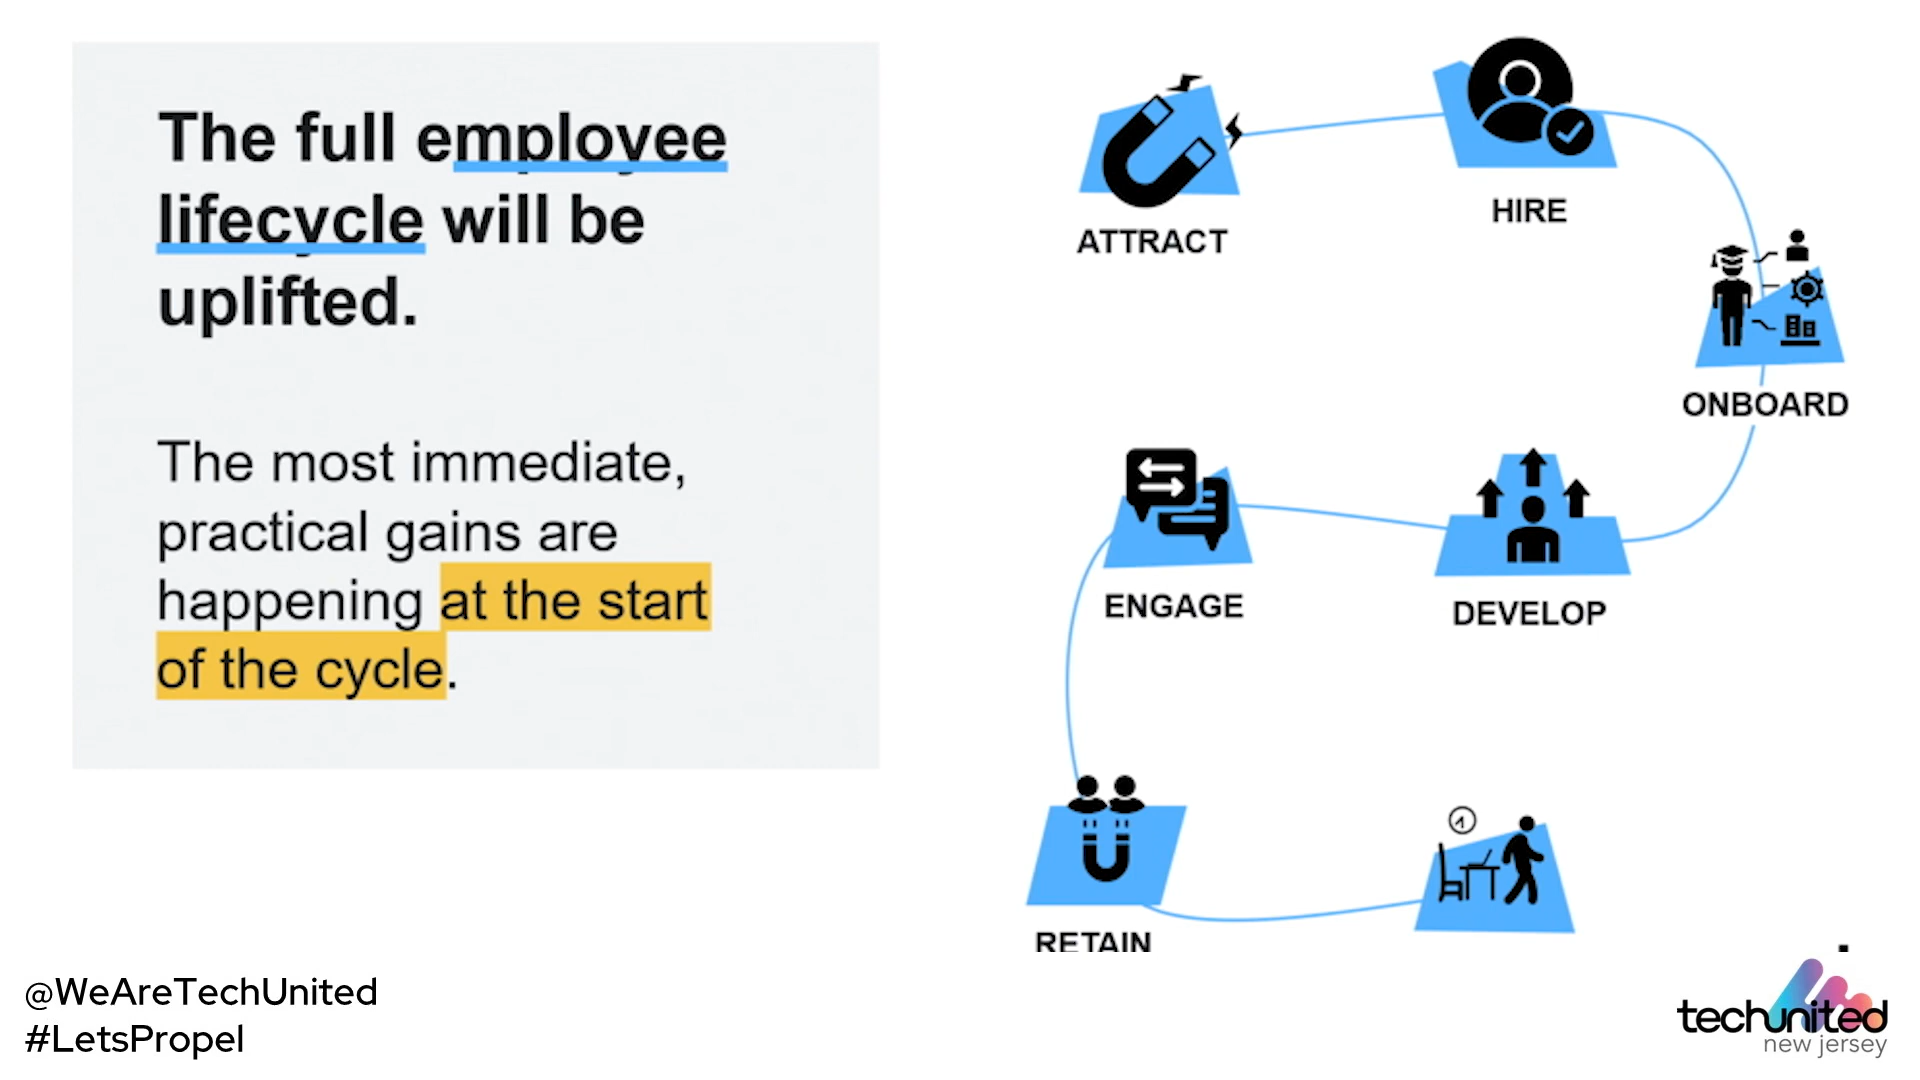 The full employee
lifecycle will be
uplifted.
The most immediate,
practical gains are
happening at the start
of the cycle.
ATTRACT
HIRE
ONBOARD
ENGAGE
DEVELOP
RETAIN
@WeAreTechUnited
#LetsPropel
techunited
new jersey